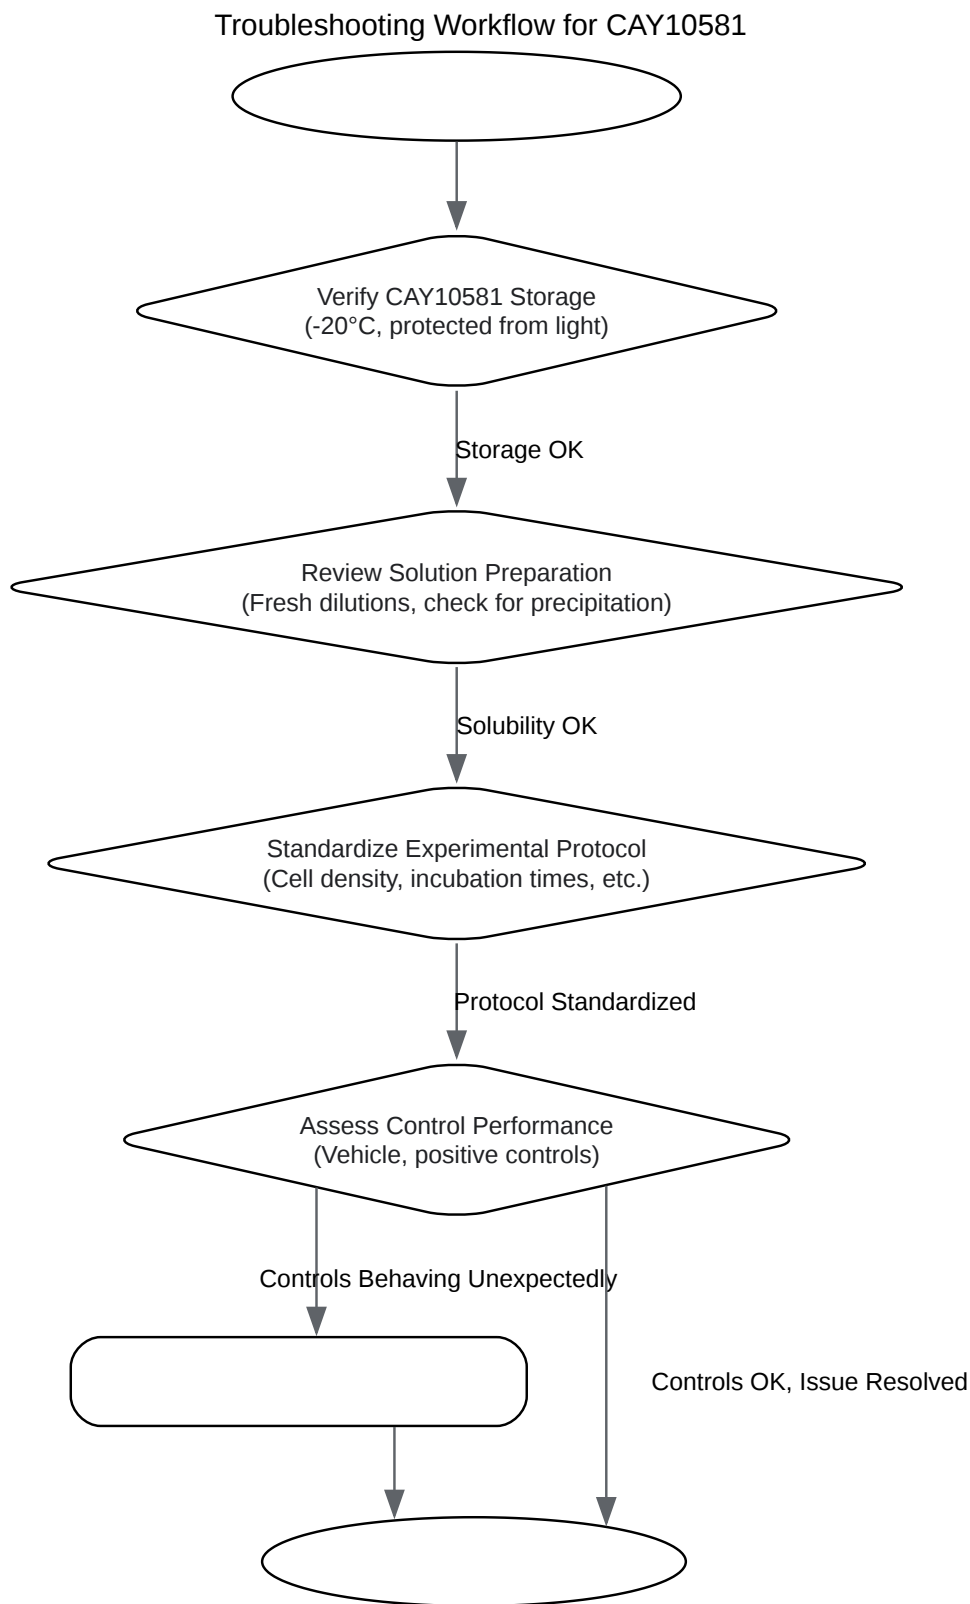 Troubleshooting Workflow for CAY10581
Verify CAY10581 Storage
(-20°C, protected from light)
Storage OK
Review Solution Preparation
(Fresh dilutions, check for precipitation)
Solubility OK
Standardize Experimental Protocol
(Cell density, incubation times, etc.)
Protocol Standardized
Assess Control Performance
(Vehicle, positive controls)
Controls Behaving Unexpectedly
Controls OK, Issue Resolved